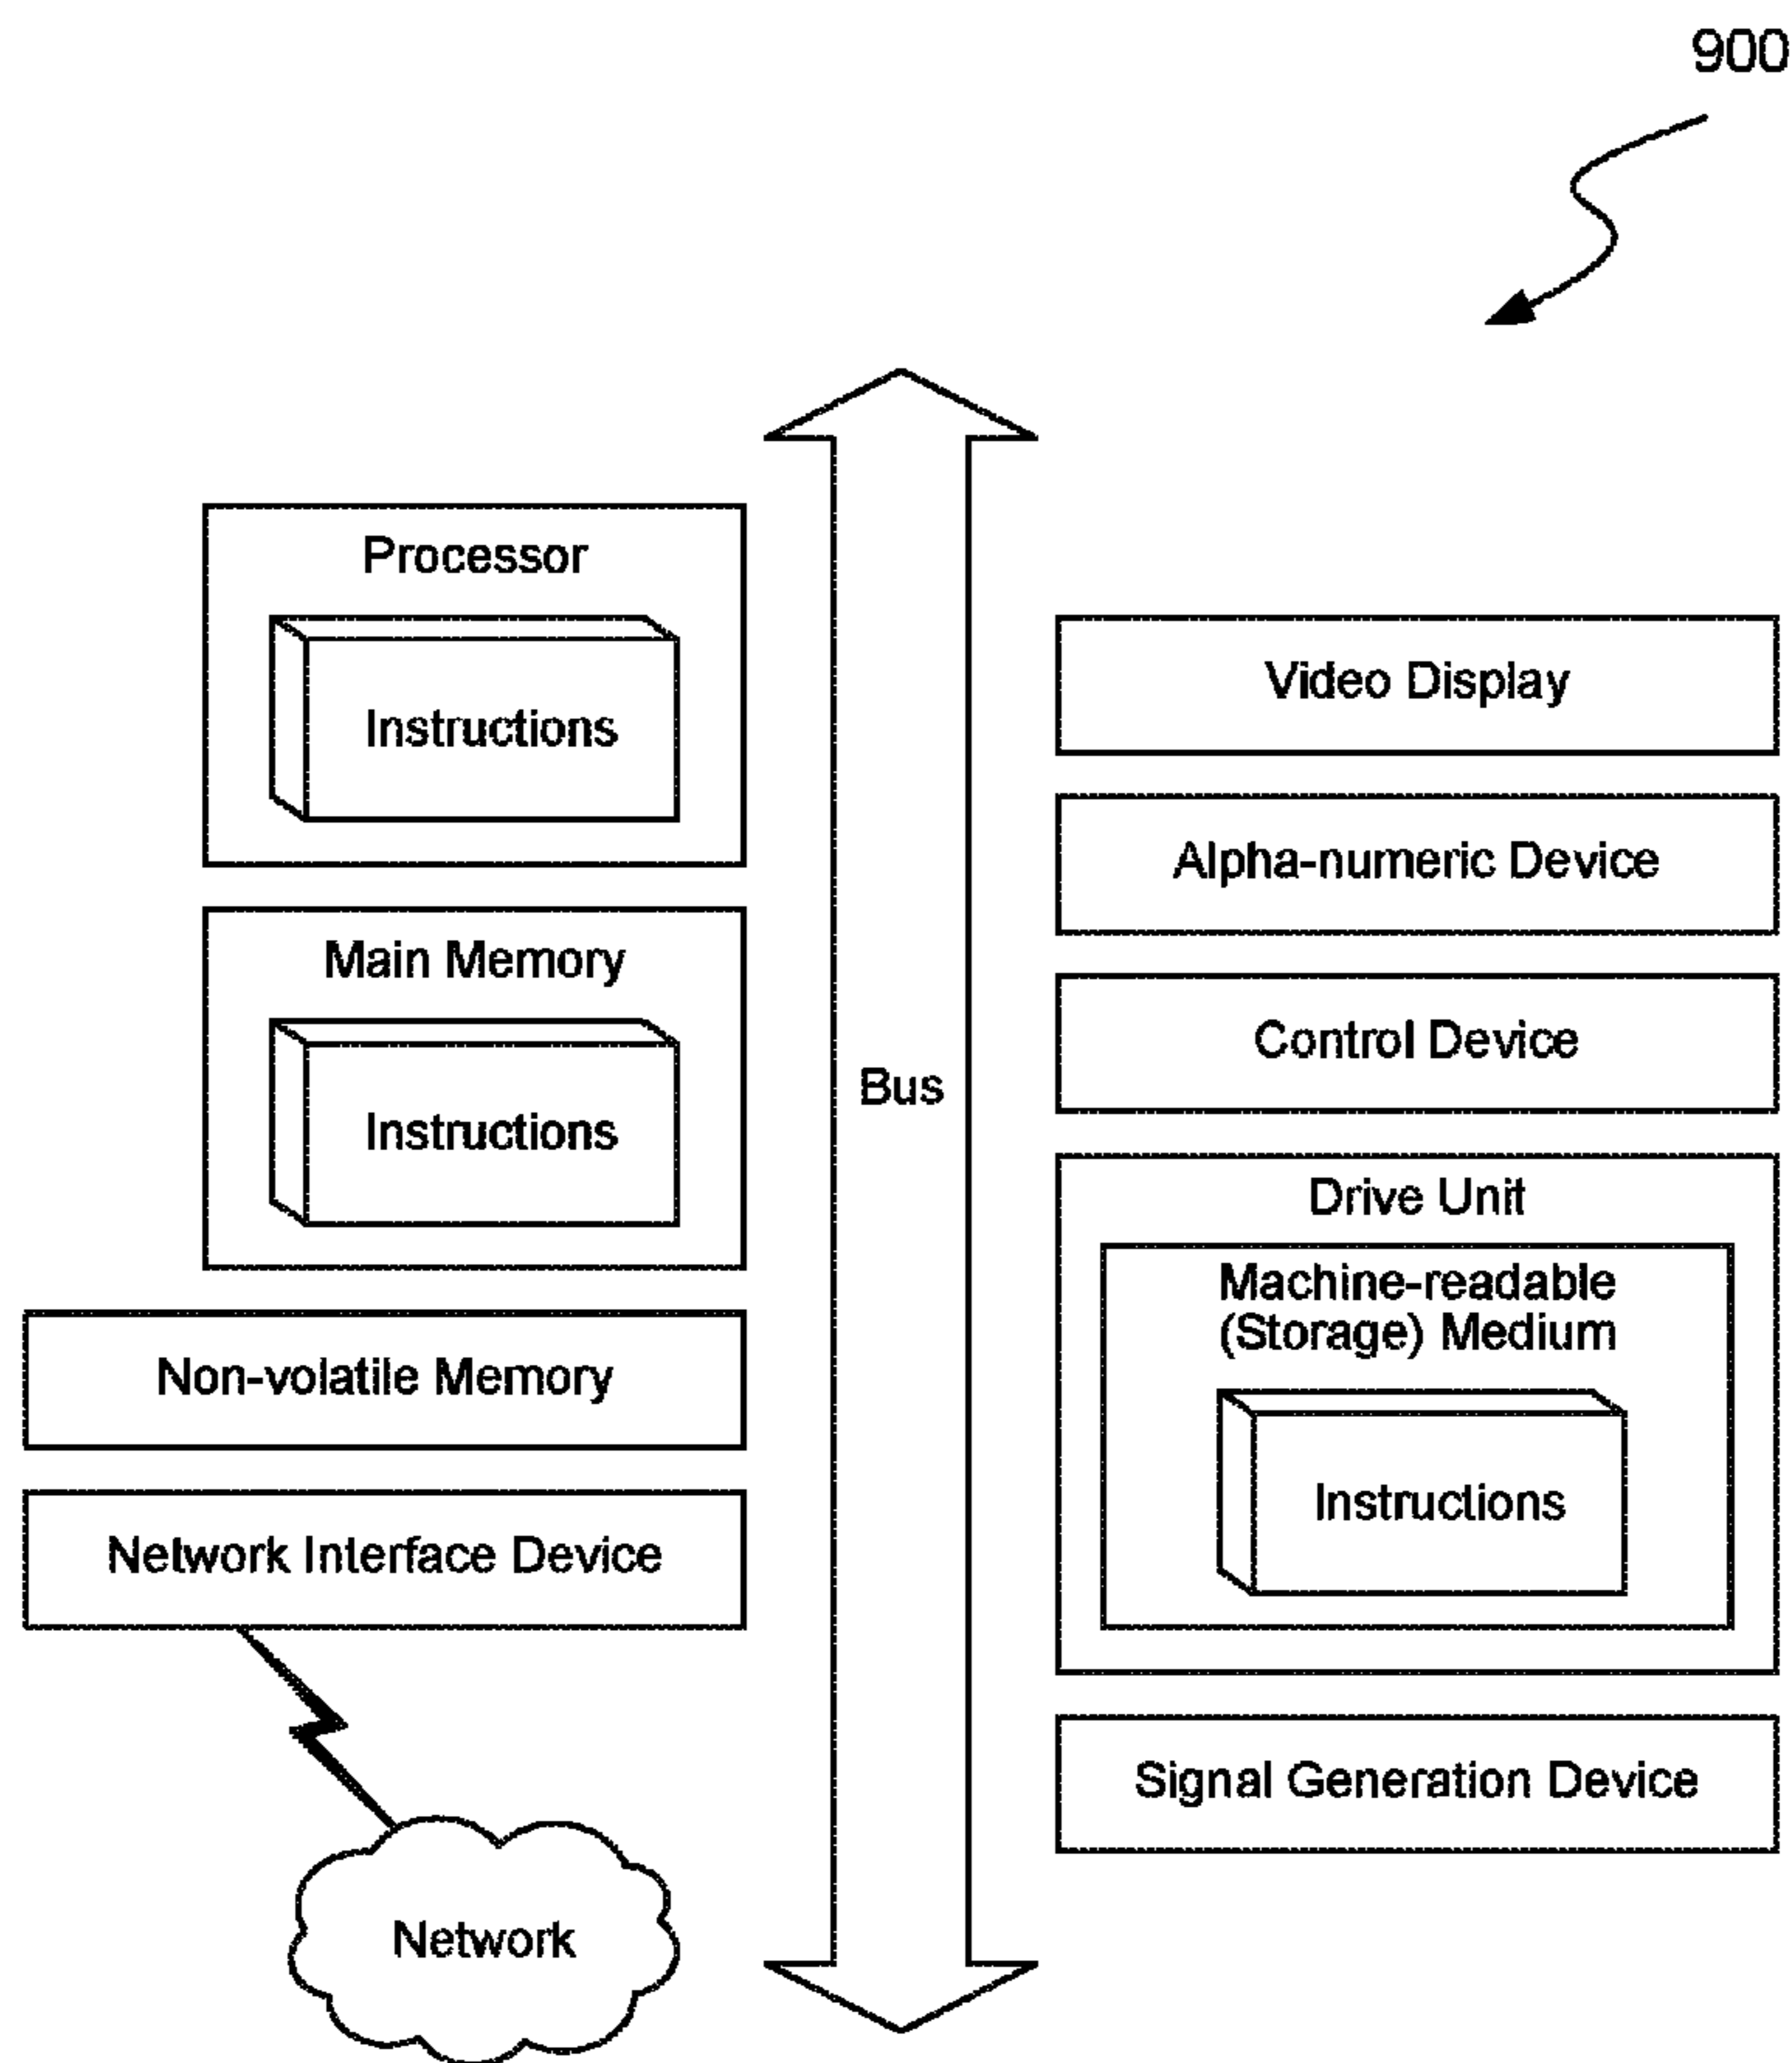 900
Processor
Instructions
Main Memory
Instructions
Non-volatile Memory
Network Interface Device
Network
Bus
Video Display
Alpha-numeric Device
Control Device
Drive Unit
Machine-readable
(Storage) Medium
Instructions
Signal Generation Device